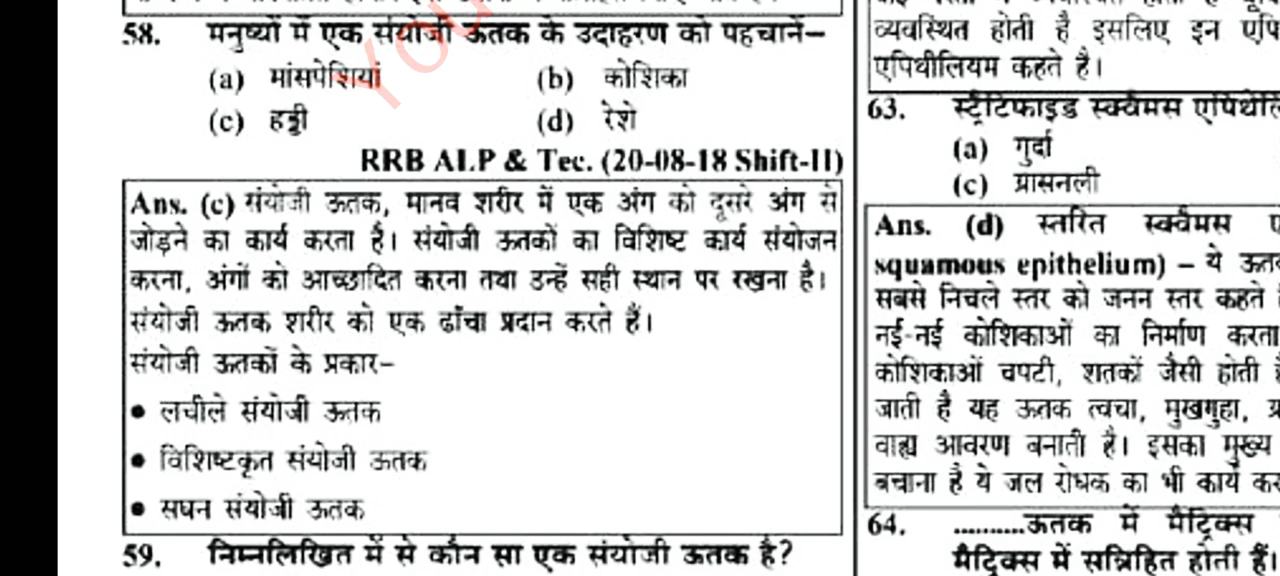 58. मनुष्यों में एक संयोजी ऊतक के उदाहरण को पहचानें–
(a) मांसपेशियां (b) कोशिका
(c) हड्डी (d) रेशे
RRB ALP & Tec. (20-08-18 Shift-II)
Ans. (c) संयोजी ऊतक, मानव शरीर में एक अंग को दूसरे अंग से
जोड़ने का कार्य करता है। संयोजी ऊतकों का विशिष्ट कार्य संयोजन
करना, अंगों को आच्छादित करना तथा उन्हें सही स्थान पर रखना है।
संयोजी ऊतक शरीर को एक ढाँचा प्रदान करते हैं।
संयोजी ऊतकों के प्रकार–
• लचीले संयोजी ऊतक
• विशिष्टकृत संयोजी ऊतक
• सघन संयोजी ऊतक
59. निम्नलिखित में से कौन सा एक संयोजी ऊतक है?
You
व्यवस्थित होती है इसलिए इन
एपिथीलियम कहते है।
63. स्ट्रैटिफाइड स्क्वैमस
(a) गुर्दा
(c) ग्रासनली
Ans. (d) स्तरित स्क्वैमस
squamous epithelium) – ये
सबसे निचले स्तर को जनन स्तर कहते
नई-नई कोशिकाओं का निर्माण करता
कोशिकाओं चपटी, शतकों जैसी होती
जाती है यह ऊतक त्वचा, मुखगुहा,
वाह्य आवरण बनाती है। इसका मुख्य
बचाना है ये जल रोधक का भी कार्य
64. ..........ऊतक में मैट्रिक्स
मैट्रिक्स में सन्निहित होती हैं।